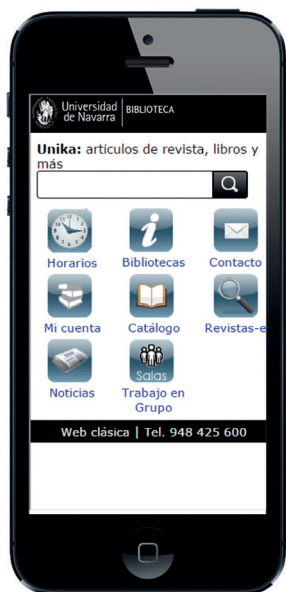 Universidad
de Navarra
BIBLIOTECA
Unika: artículos de revista, libros y
más
Horarios
Bibliotecas
Contacto
Mi cuenta
Catálogo
Revistas-e
Noticias
Salas
Trabajo en
Grupo
Web clásica | Tel. 948 425 600